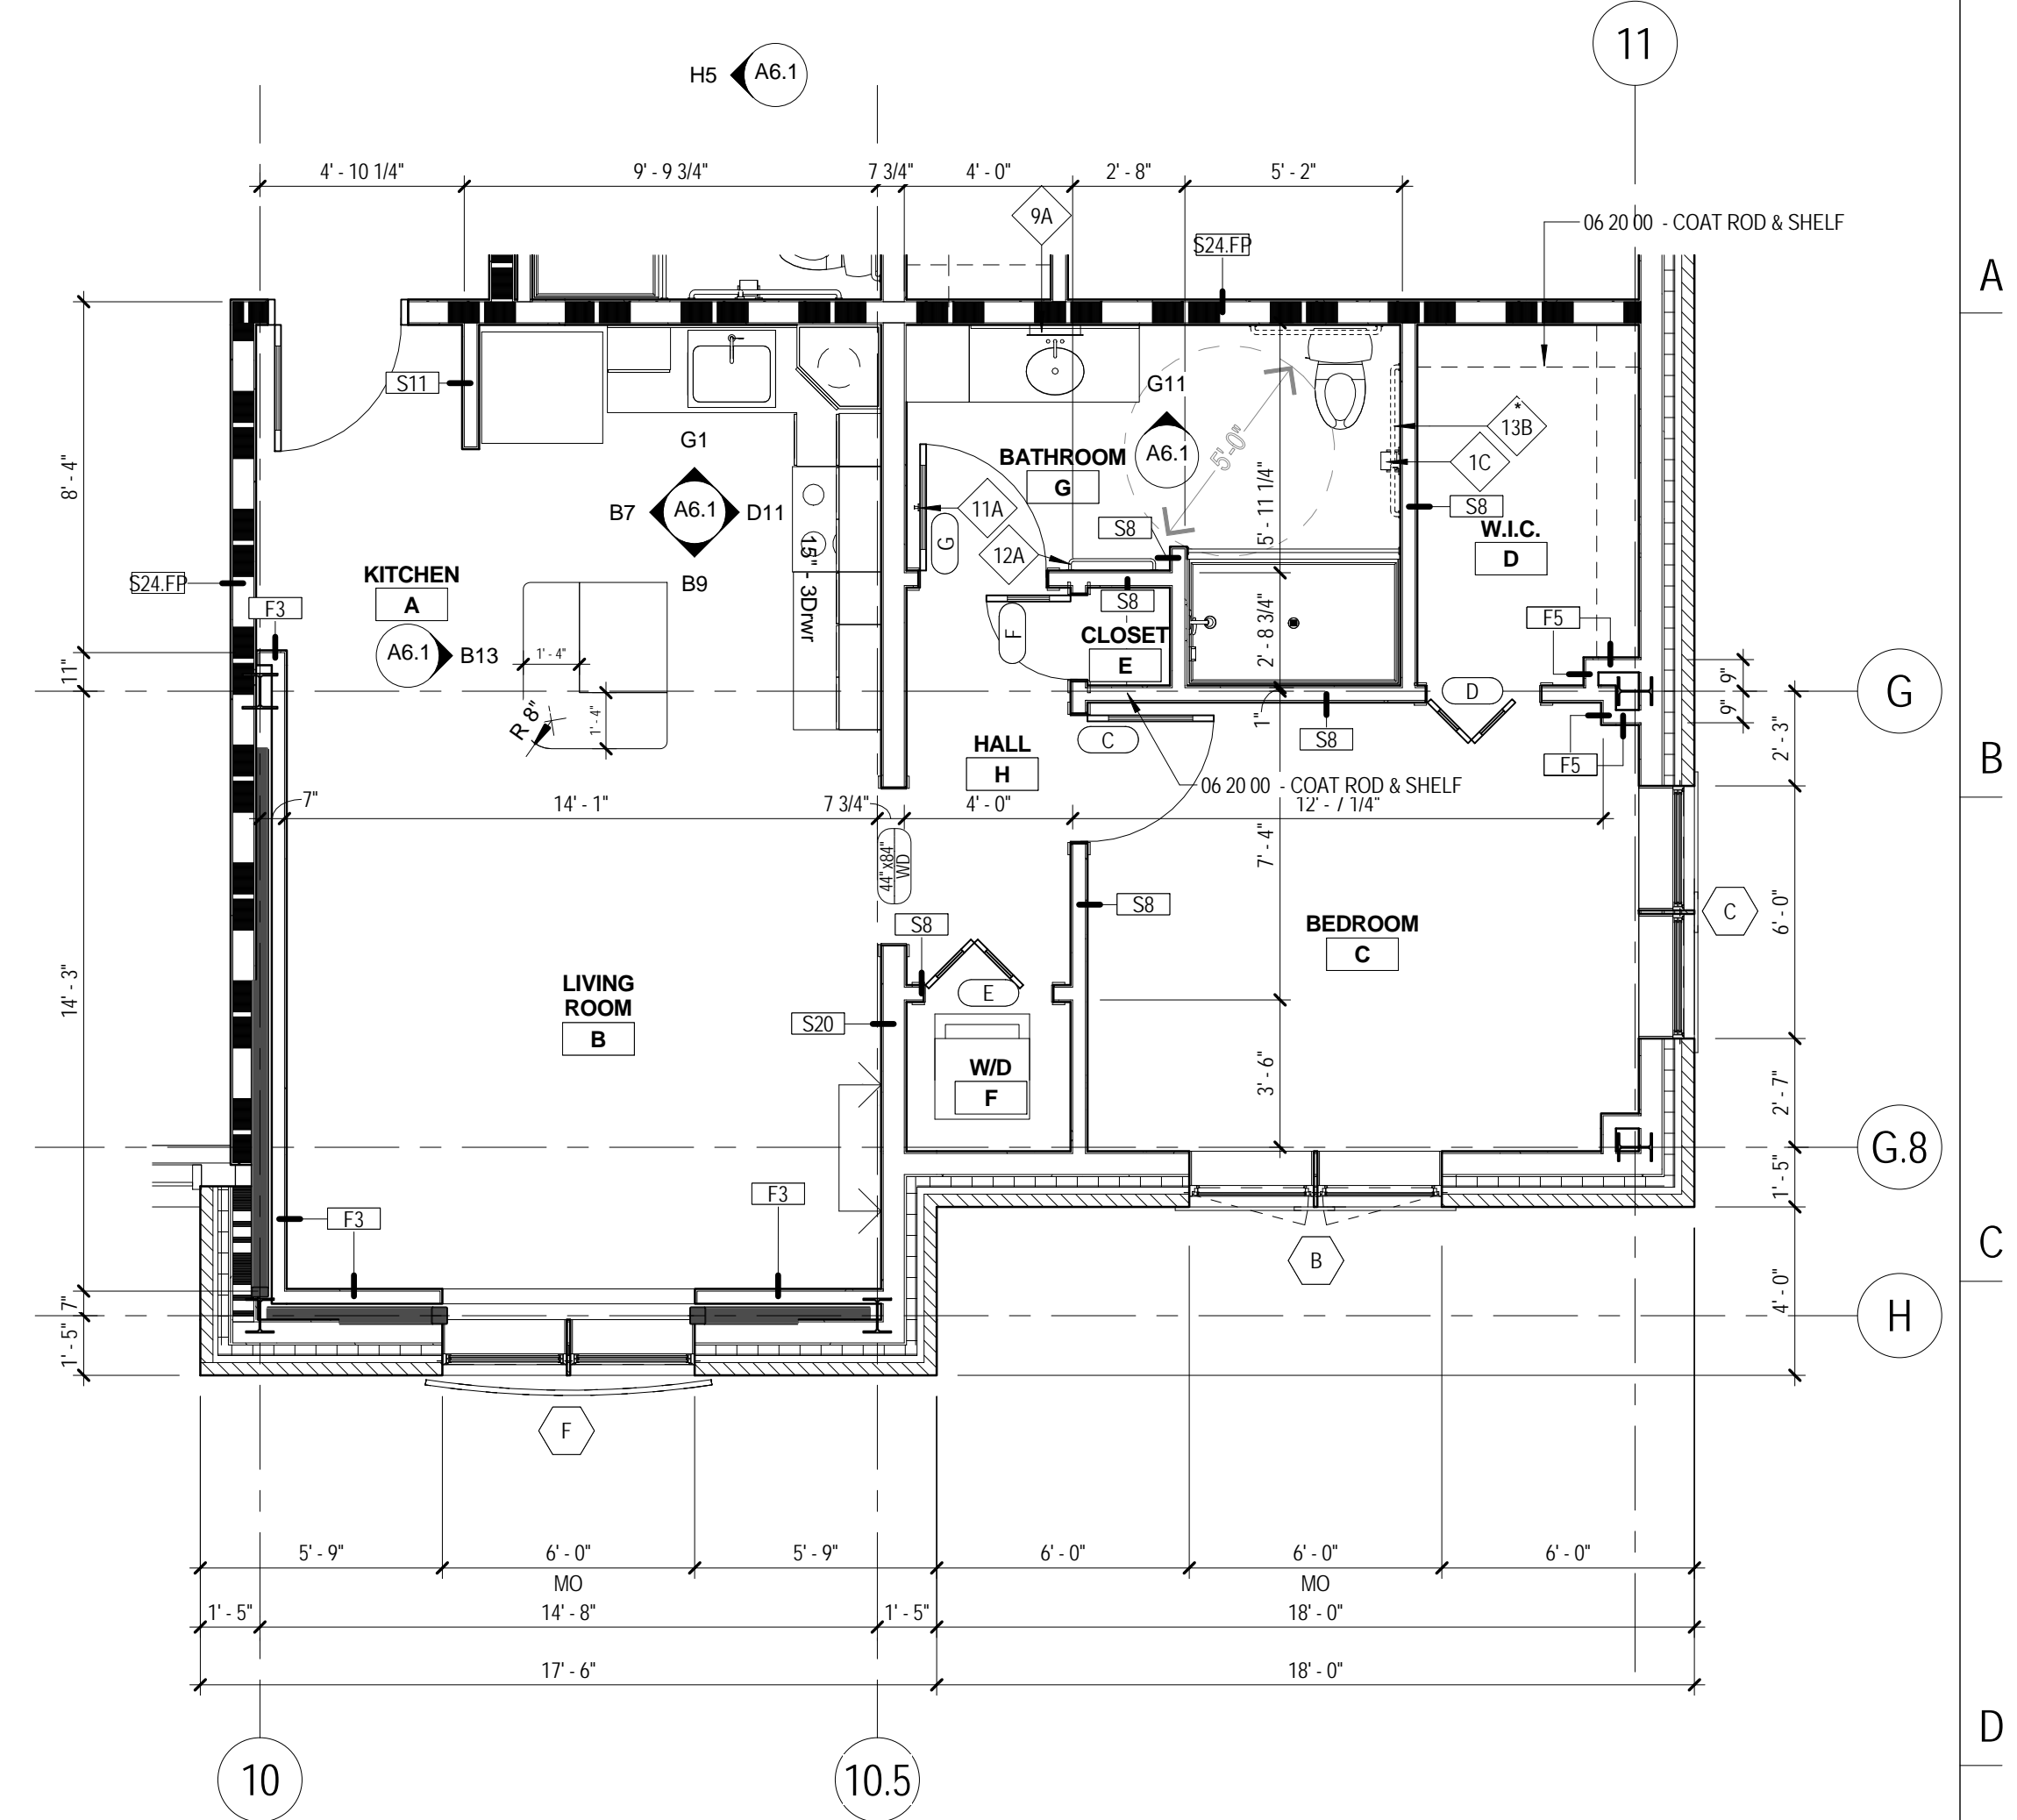 11
H5
A6.1
4' - 10 1/4"
9' - 9 3/4"
7 3/4"
4' - 0"
2' - 8"
5' - 2"
9A
06 20 00 - COAT ROD & SHELF
S24.FP
A
S11
G1
G11
*
13B
8' - 4"
A6.1
B7
D11
BATHROOM
G
A6.1
5'-0"
1C
11A
S8
S8
W.I.C.
D
G
12A
5' - 11 1/4"
15" - 3Drwr
S24.FP
KITCHEN
A
B9
F3
S8
F
CLOSET
E
2' - 8 3/4"
F5
A6.1
B13
1' - 4"
11"
9"
9"
G
D
R 8"
1' - 4"
1"
C
S8
F5
2' - 3"
HALL
H
B
06 20 00 - COAT ROD & SHELF
7"
14' - 1"
7 3/4"
4' - 0"
12' - 7 1/4"
7' - 4"
44"x84"
WD
S8
S8
BEDROOM
C
C
6' - 0"
14' - 3"
LIVING
ROOM
B
E
S20
W/D
F
3' - 6"
2' - 7"
G.8
1' - 5"
F3
F3
B
C
4' - 0"
7"
H
1' - 5"
F
5' - 9"
6' - 0"
5' - 9"
6' - 0"
6' - 0"
6' - 0"
MO
MO
1' - 5"
14' - 8"
1' - 5"
18' - 0"
17' - 6"
18' - 0"
D
10
10.5